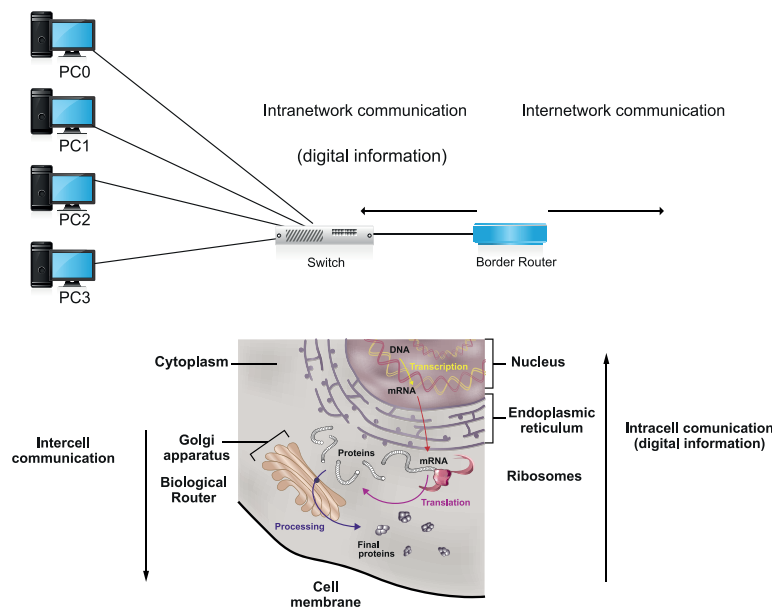 PC0
PC1
PC2
PC3
Intranetwork communication
(digital information)
Internetwork communication
Switch
Border Router
Cytoplasm
DNA
Transcription
mRNA
Nucleus
Endoplasmic
reticulum
Intercell
communication
Golgi
apparatus
Biological
Router
Proteins
mRNA
Ribosomes
Translation
Processing
Final
proteins
Intracell comunication
(digital information)
Cell
membrane